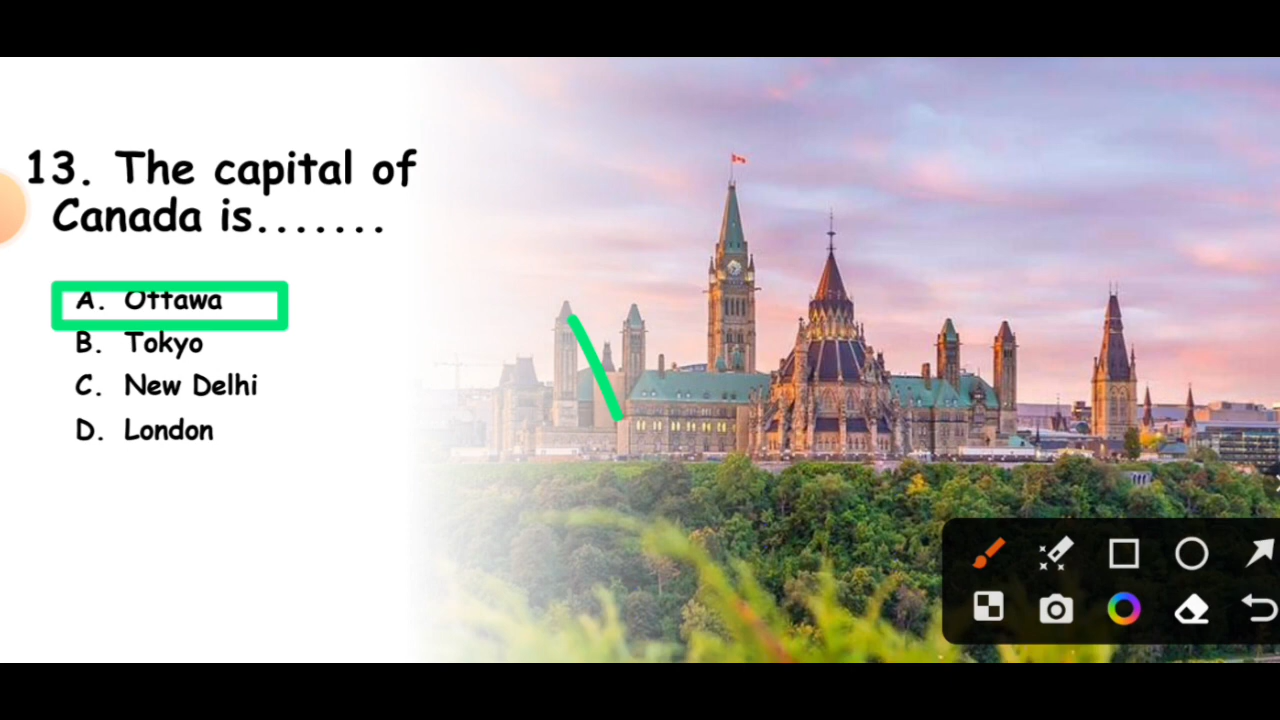 13. The capital of
Canada is.......
A. Ottawa
B. Tokyo
C. New Delhi
D. London